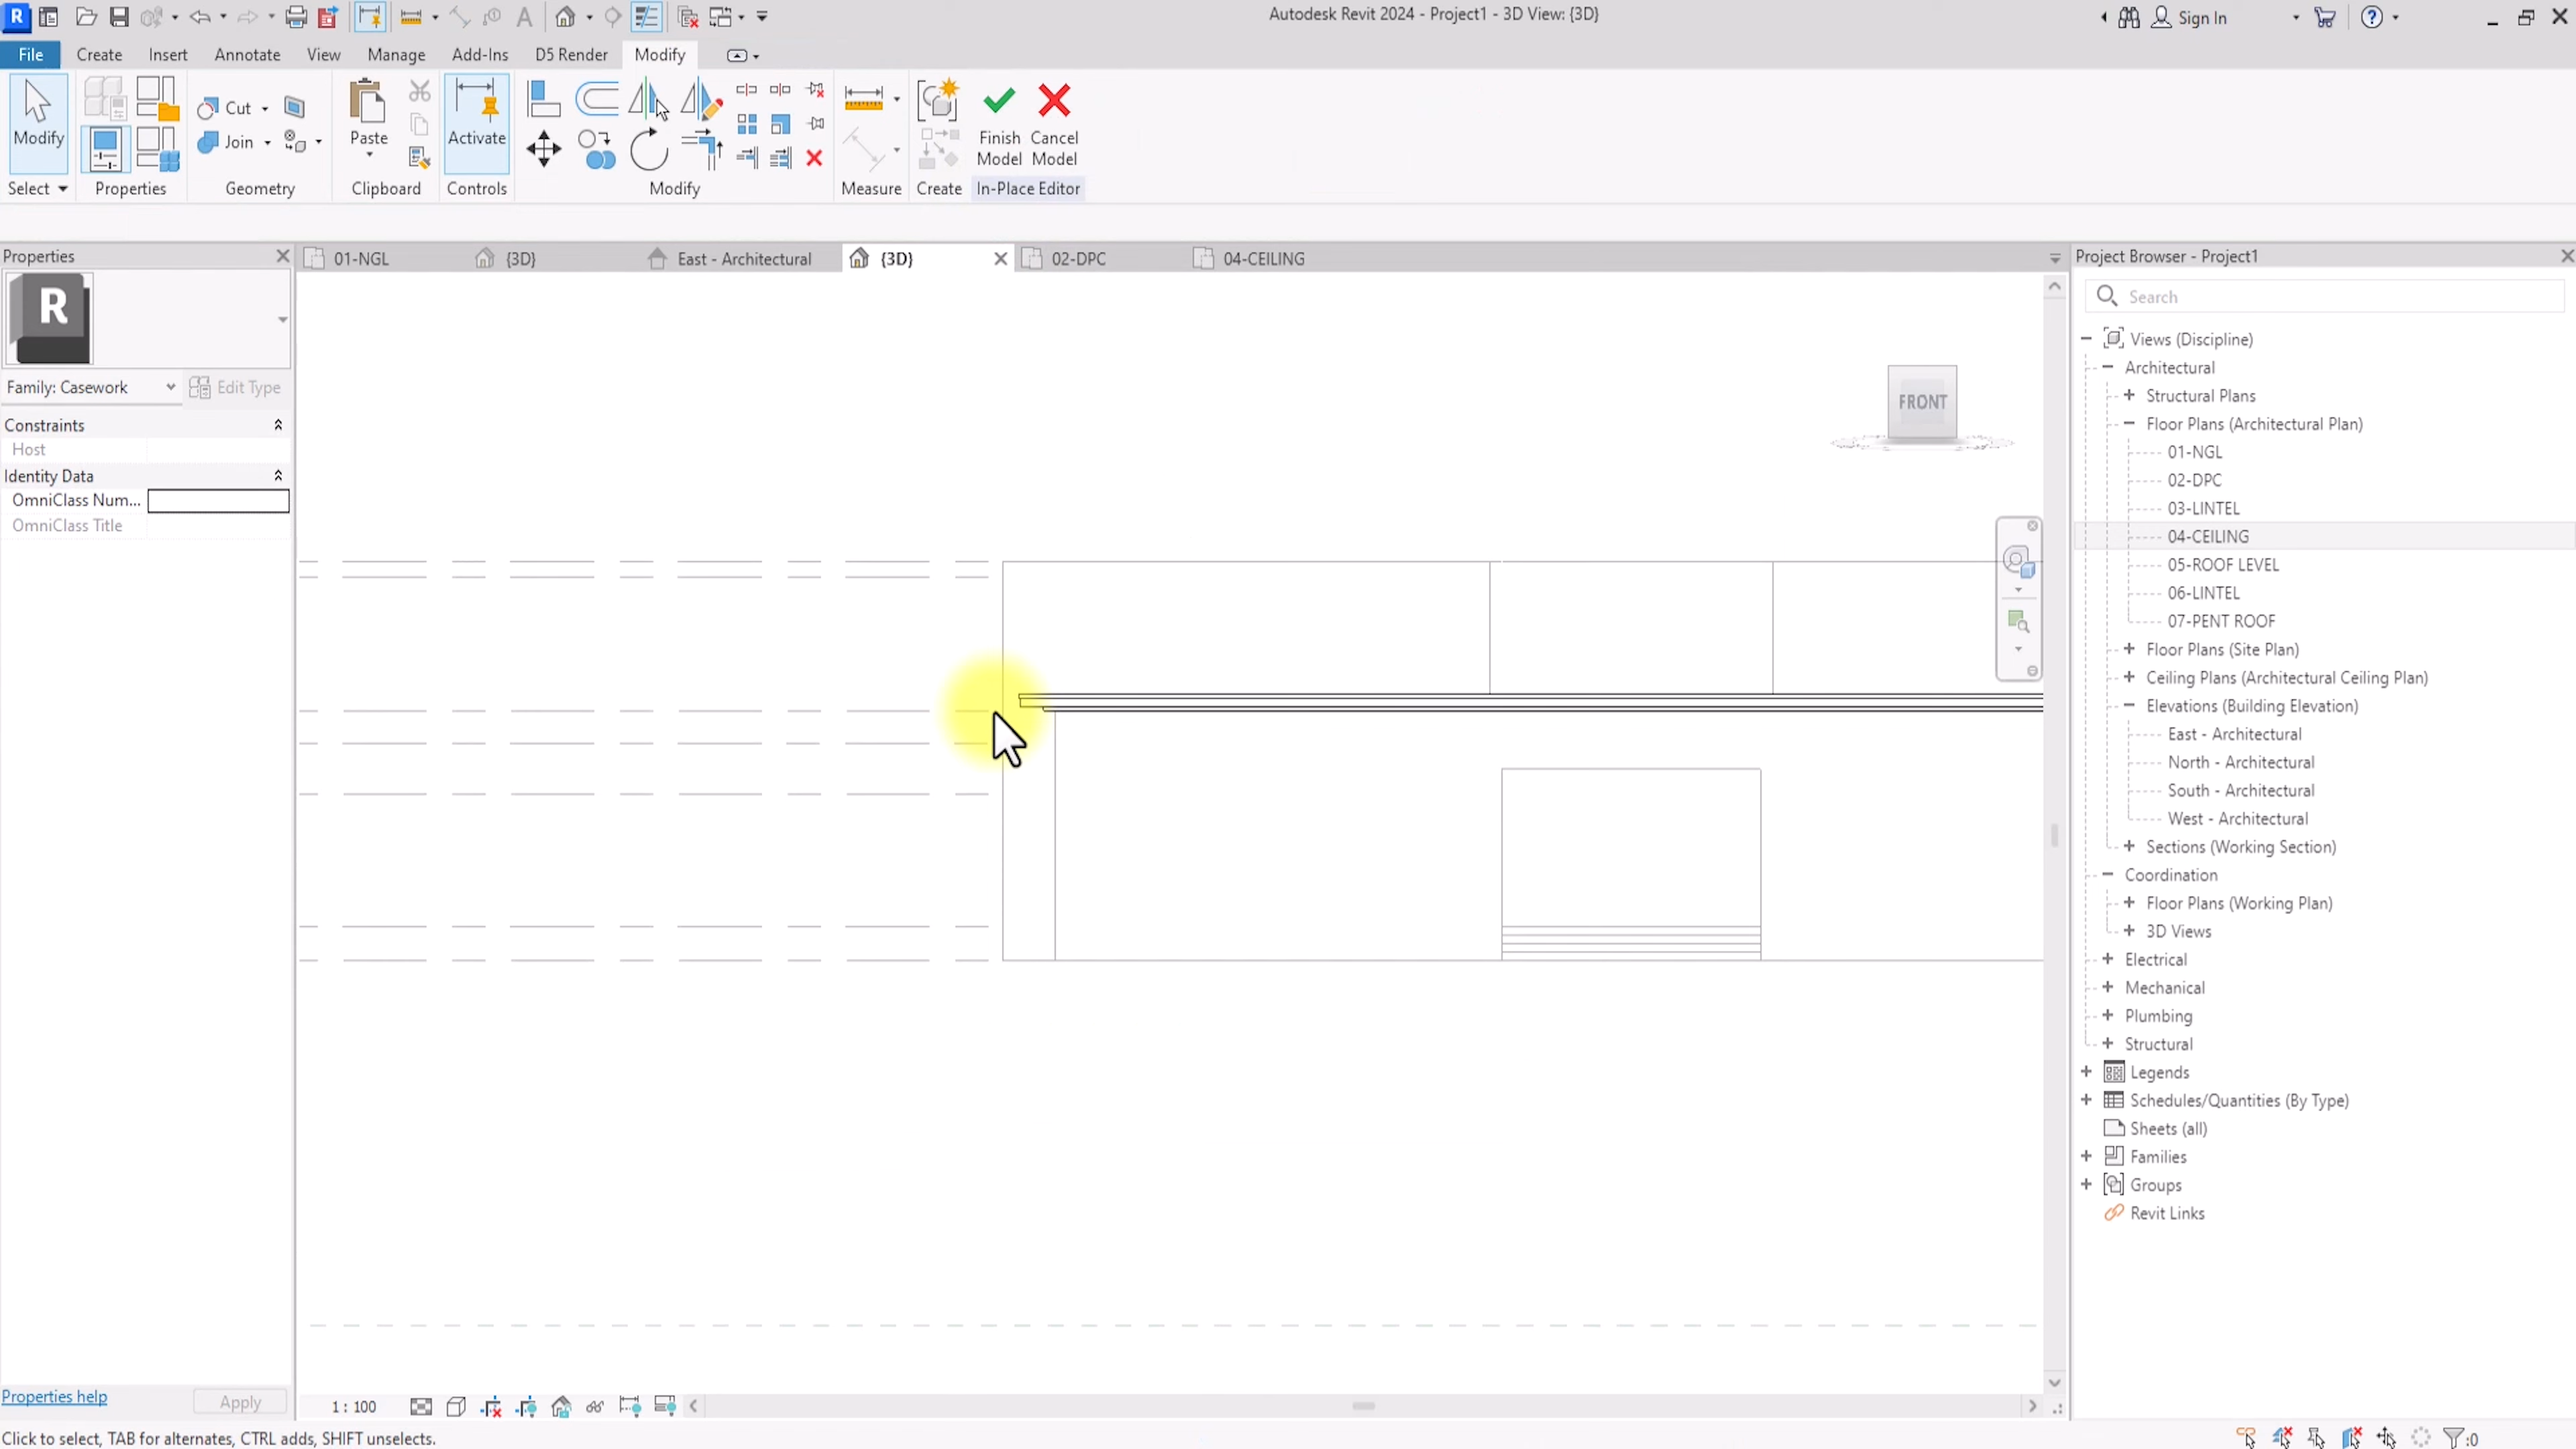 R
Autodesk Revit 2024 - Project1 - 3D View: {3D}
Sign In
File
Create
Insert
Annotate
View
Manage
Add-Ins
D5 Render
Modify
Modify
Cut
Join
Paste
Activate
Finish
Model
Cancel
Model
Select
Properties
Geometry
Clipboard
Controls
Modify
Measure
Create
In-Place Editor
Properties
01-NGL
{3D}
East - Architectural
{3D}
02-DPC
04-CEILING
Project Browser - Project1
R
Search
Family: Casework
Edit Type
Constraints
Host
Identity Data
OmniClass Num...
OmniClass Title
FRONT
Views (Discipline)
Architectural
Structural Plans
Floor Plans (Architectural Plan)
01-NGL
02-DPC
03-LINTEL
04-CEILING
05-ROOF LEVEL
06-LINTEL
07-PENT ROOF
Floor Plans (Site Plan)
Ceiling Plans (Architectural Ceiling Plan)
Elevations (Building Elevation)
East - Architectural
North - Architectural
South - Architectural
West - Architectural
Sections (Working Section)
Coordination
Floor Plans (Working Plan)
3D Views
Electrical
Mechanical
Plumbing
Structural
Legends
Schedules/Quantities (By Type)
Sheets (all)
Families
Groups
Revit Links
Properties help
Apply
1 : 100
Click to select, TAB for alternates, CTRL adds, SHIFT unselects.
:0